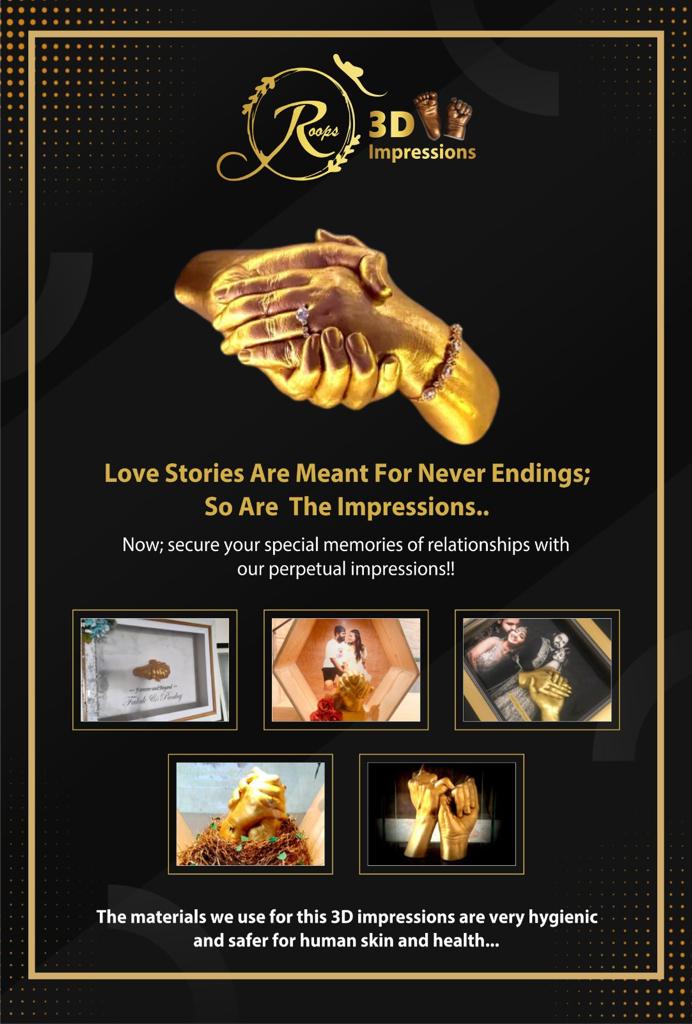 Roops
3D
Impressions
Love Stories Are Meant For Never Endings;
So Are The Impressions..
Now; secure your special memories of relationships with
our perpetual impressions!!
The materials we use for this 3D impressions are very hygienic
and safer for human skin and health...